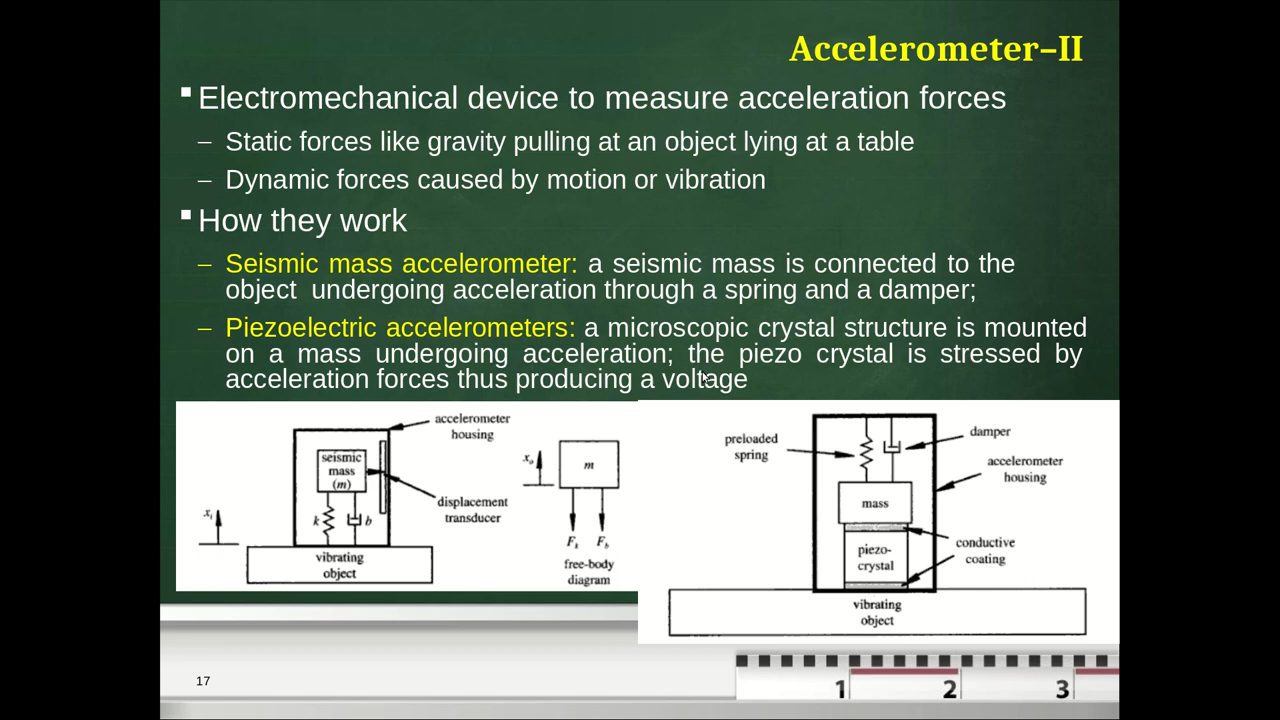 Accelerometer–II
▪ Electromechanical device to measure acceleration forces
– Static forces like gravity pulling at an object lying at a table
– Dynamic forces caused by motion or vibration
▪ How they work
– Seismic mass accelerometer: a seismic mass is connected to the
object undergoing acceleration through a spring and a damper;
– Piezoelectric accelerometers: a microscopic crystal structure is mounted
on a mass undergoing acceleration; the piezo crystal is stressed by
acceleration forces thus producing a voltage
accelerometer
housing
seismic
mass
(m)
displacement
transducer
k
b
x_i
vibrating
object
x_o
m
F_k F_b
free-body
diagram
preloaded
spring
damper
accelerometer
housing
mass
piezo-
crystal
conductive
coating
vibrating
object
17
1 2 3